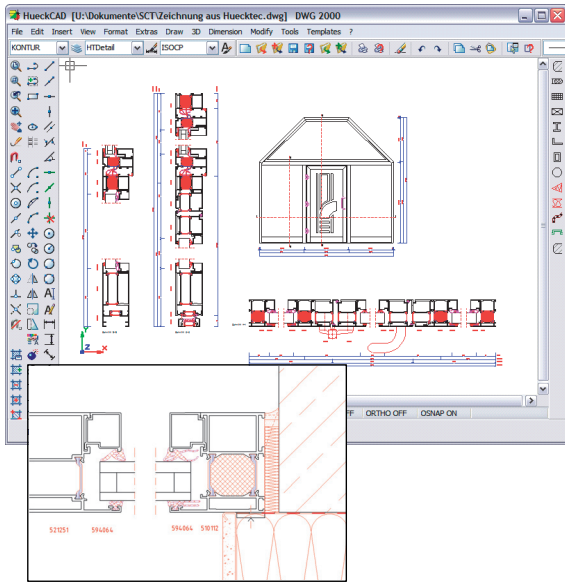 HueckCAD [U:\Dokumente\SCT\Zeichnung aus Huecktec.dwg] DWG 2000
File Edit Insert View Format Extras Draw 3D Dimension Modify Tools Templates ?
KONTUR HTDetail ISOCP
Z X
FF ORTHO OFF OSNAP ON
521251 594064 594064 510112